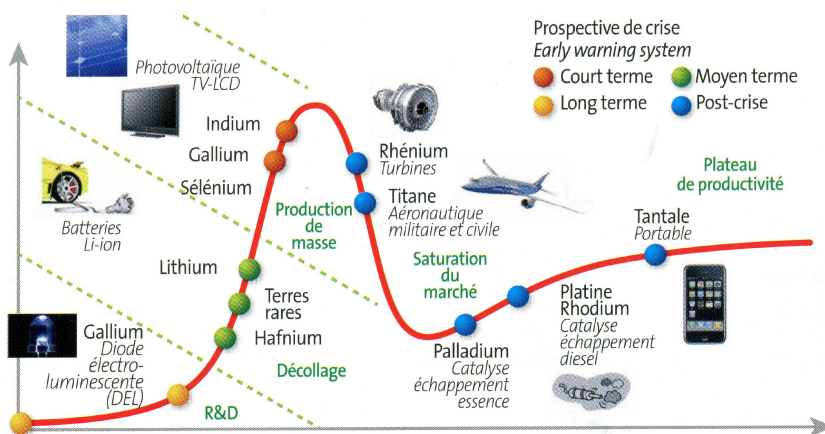 Prospective de crise
Early warning system
Court terme
Moyen terme
Long terme
Post-crise
Photovoltaïque
TV-LCD
Indium
Gallium
Sélénium
Batteries
Li-ion
Lithium
Terres
rares
Hafnium
Gallium
Diode
électro-
luminescente
(DEL)
R&D
Décollage
Production
de
masse
Rhénium
Turbines
Titane
Aéronautique
militaire et civile
Saturation
du
marché
Palladium
Catalyse
échappement
essence
Platine
Rhodium
Catalyse
échappement
diesel
Tantale
Portable
Plateau
de productivité